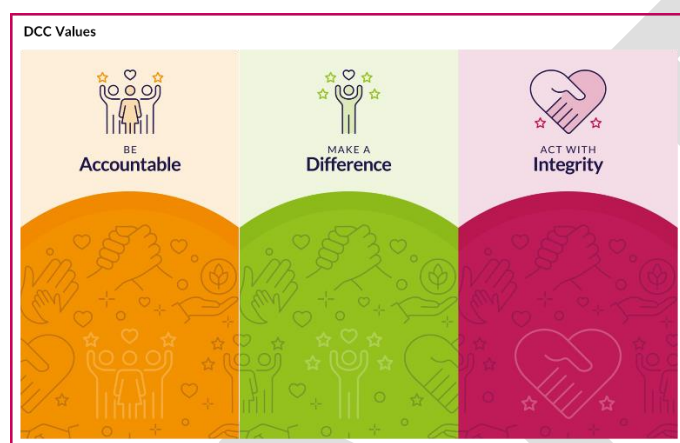 DCC Values
BE
Accountable
MAKE A
Difference
ACT WITH
Integrity